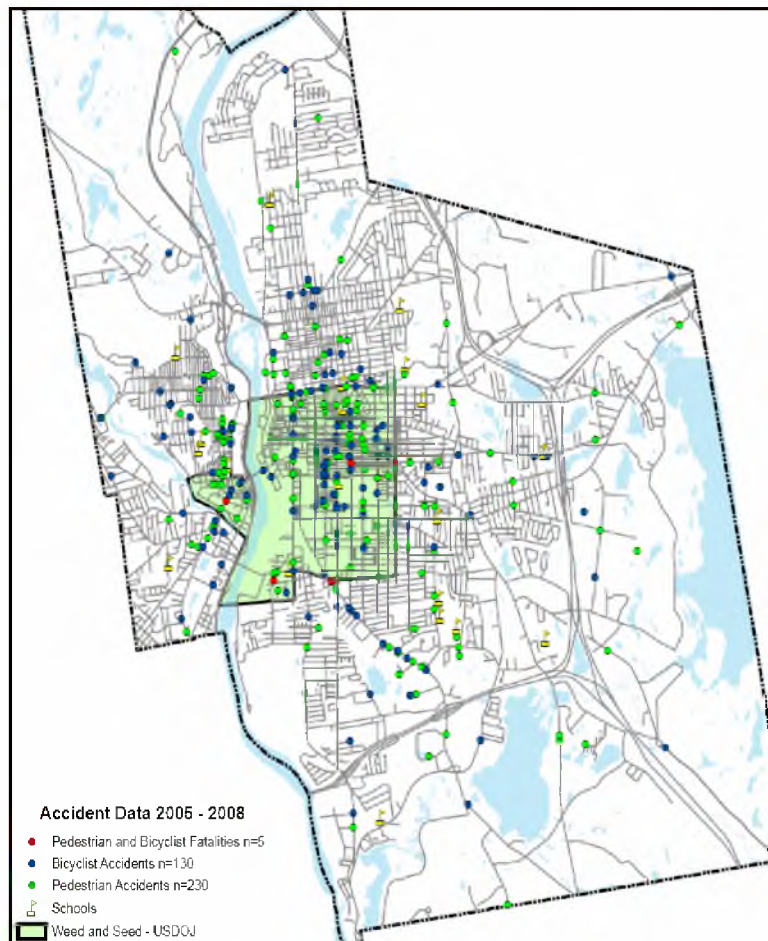 Accident Data 2005 - 2008
Pedestrian and Bicyclist Fatalities n=5
Bicyclist Accidents n=130
Pedestrian Accidents n=230
Schools
Weed and Seed - USDOJ